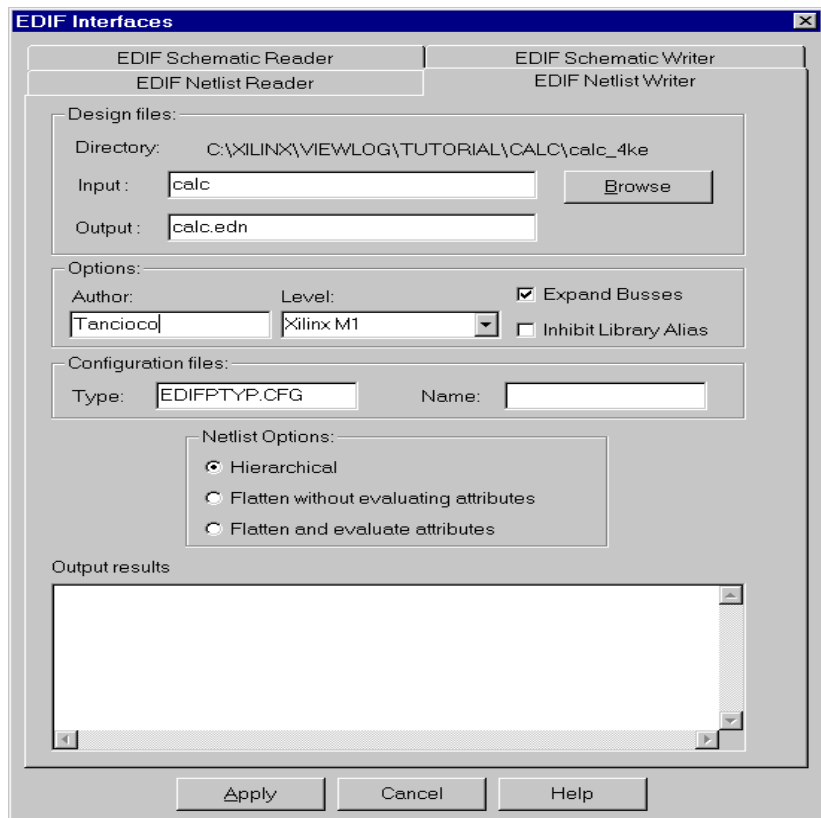 EDIF Interfaces
EDIF Schematic Reader
EDIF Schematic Writer
EDIF Netlist Reader
EDIF Netlist Writer
Design files:
Directory: C:\XILINX\VIEWLOG\TUTORIAL\CALC\calc_4ke
Input : calc
Browse
Output : calc.edn
Options:
Author: Level:
Expand Busses
Tancioco Xilinx M1
Inhibit Library Alias
Configuration files:
Type: EDIFPTYP.CFG Name:
Netlist Options:
Hierarchical
Flatten without evaluating attributes
Flatten and evaluate attributes
Output results
Apply Cancel Help